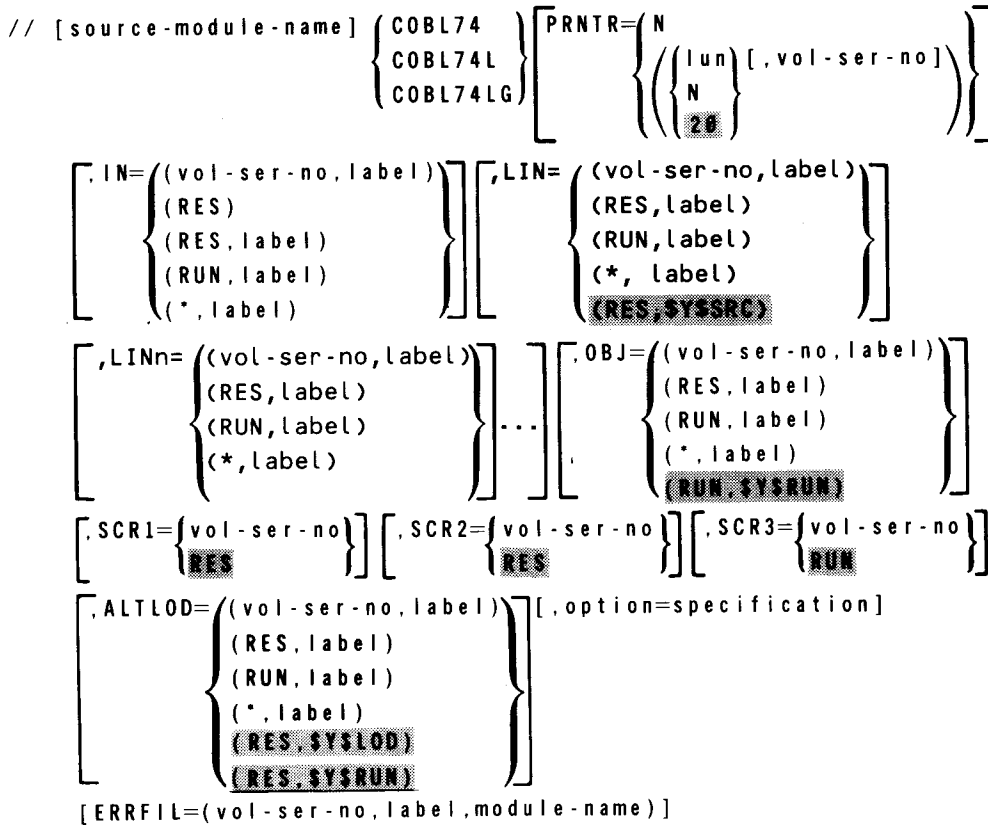 // [source-module-name] {COBL74 [PRNTR={N
COBL74L (({lun}[,vol-ser-no]
COBL74LG} N
20} )}]
[,IN={(vol-ser-no,label) [,LIN={(vol-ser-no,label)
(RES) (RES,label)
(RES,label) (RUN,label)
(RUN,label) (*, label)
(*,label)}] (RES,$Y$SRC)}]
[,LINn={(vol-ser-no,label) [,OBJ={(vol-ser-no,label)
(RES,label) (RES,label)
(RUN,label) ... (RUN,label)
(*,label)}] (*,label)
(RUN,$Y$RUN)}]
[,SCR1={vol-ser-no [,SCR2={vol-ser-no [,SCR3={vol-ser-no
RES}] RES}] RUN}]
[,ALTLOD={(vol-ser-no,label) [,option=specification]
(RES,label)
(RUN,label)
(*,label)
(RES,$Y$LOD)
(RES,$Y$RUN)}]
[ERRFIL=(vol-ser-no,label,module-name)]